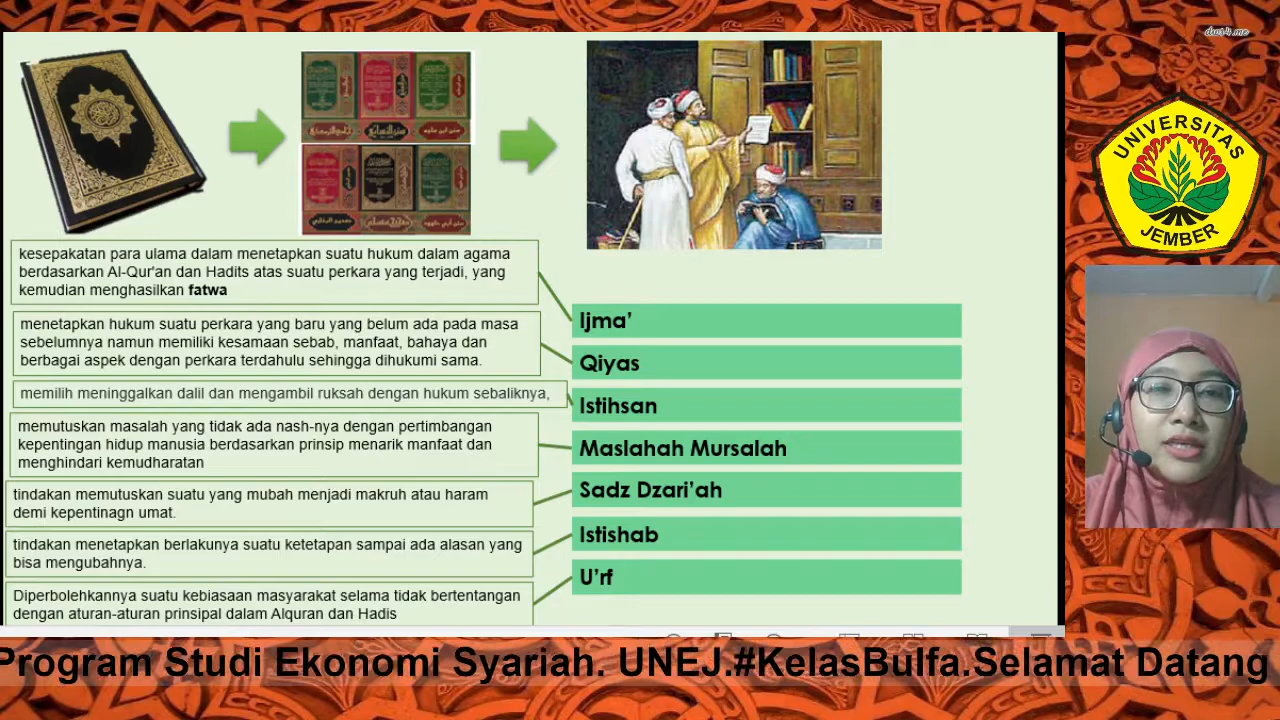 dws4.me
UNIVERSITAS
JEMBER
kesepakatan para ulama dalam menetapkan suatu hukum dalam agama
berdasarkan Al-Qur'an dan Hadits atas suatu perkara yang terjadi, yang
kemudian menghasilkan fatwa
menetapkan hukum suatu perkara yang baru yang belum ada pada masa
sebelumnya namun memiliki kesamaan sebab, manfaat, bahaya dan
berbagai aspek dengan perkara terdahulu sehingga dihukumi sama.
memilih meninggalkan dalil dan mengambil ruksah dengan hukum sebaliknya,
memutuskan masalah yang tidak ada nash-nya dengan pertimbangan
kepentingan hidup manusia berdasarkan prinsip menarik manfaat dan
menghindari kemudharatan
tindakan memutuskan suatu yang mubah menjadi makruh atau haram
demi kepentinagn umat.
tindakan menetapkan berlakunya suatu ketetapan sampai ada alasan yang
bisa mengubahnya.
Diperbolehkannya suatu kebiasaan masyarakat selama tidak bertentangan
dengan aturan-aturan prinsipal dalam Alquran dan Hadis
Ijma’
Qiyas
Istihsan
Maslahah Mursalah
Sadz Dzari’ah
Istishab
U’rf
Program Studi Ekonomi Syariah. UNEJ.#KelasBulfa.Selamat Datang